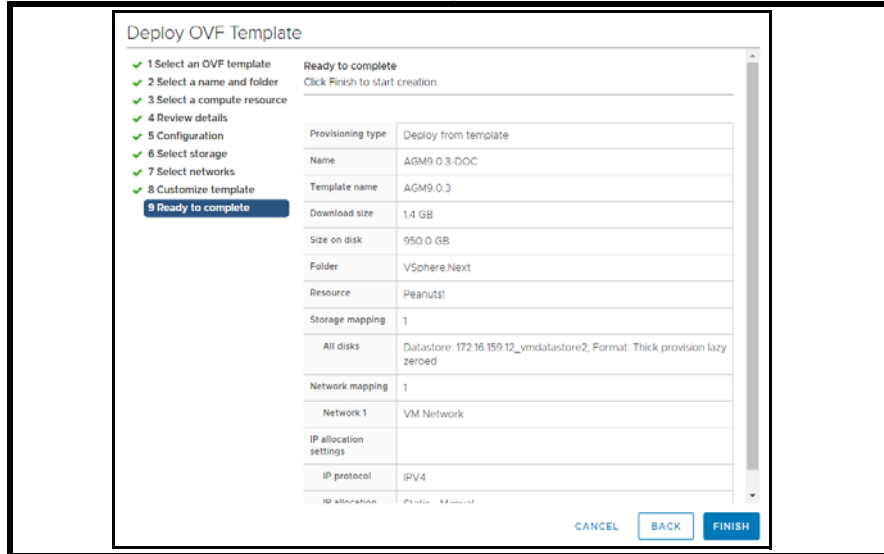 Deploy OVF Template
1 Select an OVF template
2 Select a name and folder
3 Select a compute resource
4 Review details
5 Configuration
6 Select storage
7 Select networks
8 Customize template
9 Ready to complete
Ready to complete
Click Finish to start creation.
Provisioning type Deploy from template
Name AGM9.0.3-DOC
Template name AGM9.0.3
Download size 1.4 GB
Size on disk 950.0 GB
Folder VSphere.Next
Resource Peanuts!
Storage mapping 1
All disks Datastore: 172.16.159.12_vmdatastore2; Format: Thick provision lazy
zeroed
Network mapping 1
Network 1 VM Network
IP allocation
settings
IP protocol IPV4
IP allocation Static - Manual
CANCEL BACK FINISH